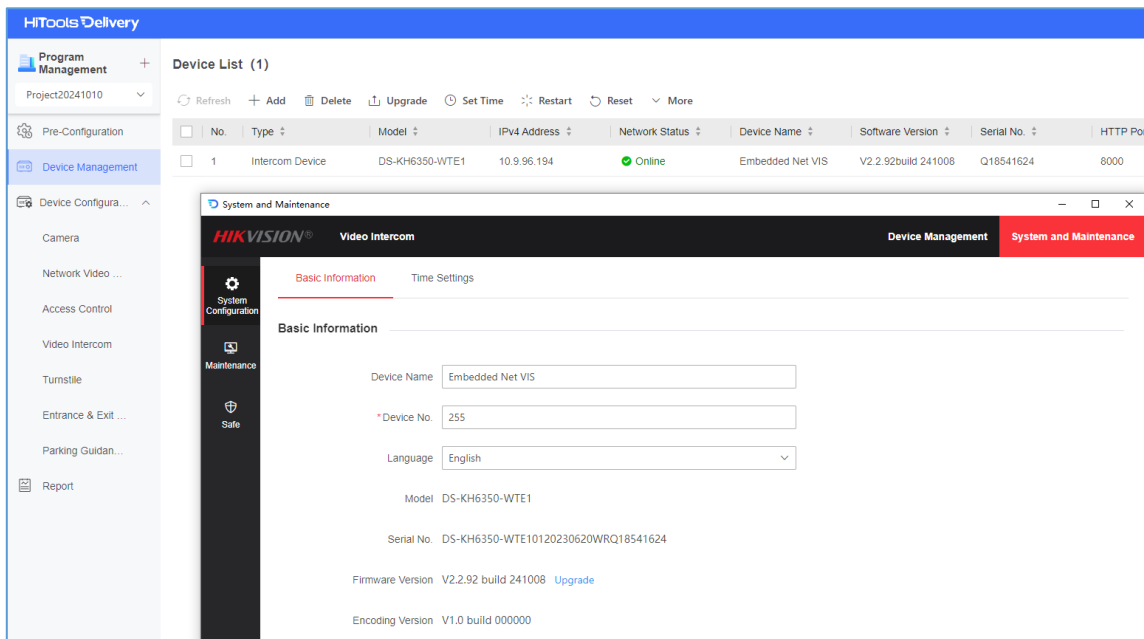 HiTools Delivery
Program Management
Project20241010
Pre-Configuration
Device Management
Device Configura...
Camera
Network Video ...
Access Control
Video Intercom
Turnstile
Entrance & Exit ...
Parking Guidan...
Report
Device List (1)
Refresh Add Delete Upgrade Set Time Restart Reset More
No. Type Model IPv4 Address Network Status Device Name Software Version Serial No. HTTP Por
1 Intercom Device DS-KH6350-WTE1 10.9.96.194 Online Embedded Net VIS V2.2.92build 241008 Q18541624 8000
System and Maintenance
HIKVISION® Video Intercom Device Management System and Maintenance
System Configuration
Maintenance
Safe
Basic Information Time Settings
Basic Information
Device Name Embedded Net VIS
*Device No. 255
Language English
Model DS-KH6350-WTE1
Serial No. DS-KH6350-WTE10120230620WRQ18541624
Firmware Version V2.2.92 build 241008 Upgrade
Encoding Version V1.0 build 000000